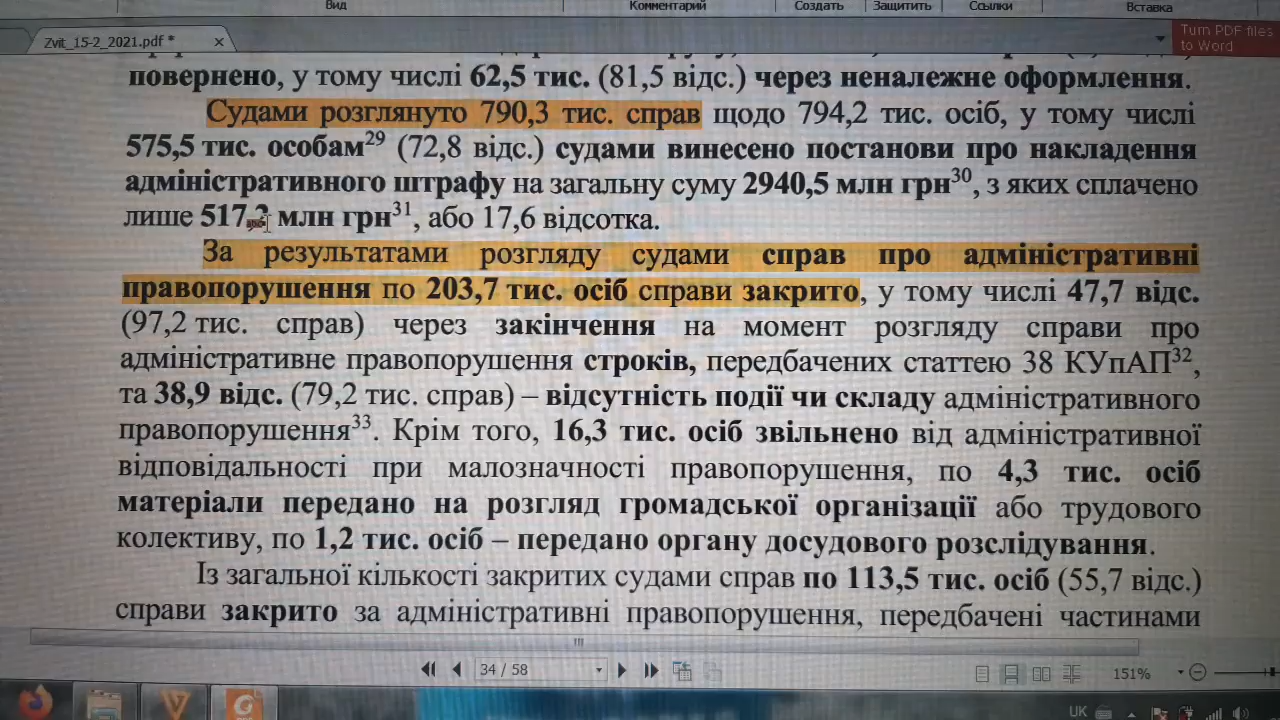 Вид Комментарий Создать Защитить Ссылки Вставка
Zvit_15-2_2021.pdf * ×
Turn PDF files
to Word
повернено, у тому числі 62,5 тис. (81,5 відс.) через неналежне оформлення.
Судами розглянуто 790,3 тис. справ щодо 794,2 тис. осіб, у тому числі
575,5 тис. особам29 (72,8 відс.) судами винесено постанови про накладення
адміністративного штрафу на загальну суму 2940,5 млн грн30, з яких сплачено
лише 517,2 млн грн31, або 17,6 відсотка.
За результатами розгляду судами справ про адміністративні
правопорушення по 203,7 тис. осіб справи закрито, у тому числі 47,7 відс.
(97,2 тис. справ) через закінчення на момент розгляду справи про
адміністративне правопорушення строків, передбачених статтею 38 КУпАП32,
та 38,9 відс. (79,2 тис. справ) – відсутність події чи складу адміністративного
правопорушення33. Крім того, 16,3 тис. осіб звільнено від адміністративної
відповідальності при малозначності правопорушення, по 4,3 тис. осіб
матеріали передано на розгляд громадської організації або трудового
колективу, по 1,2 тис. осіб – передано органу досудового розслідування.
Із загальної кількості закритих судами справ по 113,5 тис. осіб (55,7 відс.)
справи закрито за адміністративні правопорушення, передбачені частинами
34 / 58
151%
UK